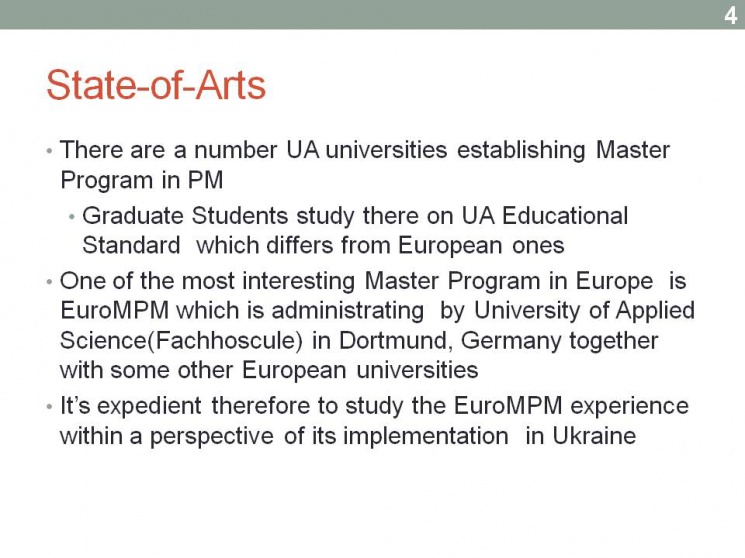 4
State-of-Arts
• There are a number UA universities establishing Master
Program in PM
• Graduate Students study there on UA Educational
Standard which differs from European ones
• One of the most interesting Master Program in Europe is
EuroMPM which is administrating by University of Applied
Science(Fachhoscule) in Dortmund, Germany together
with some other European universities
• It’s expedient therefore to study the EuroMPM experience
within a perspective of its implementation in Ukraine